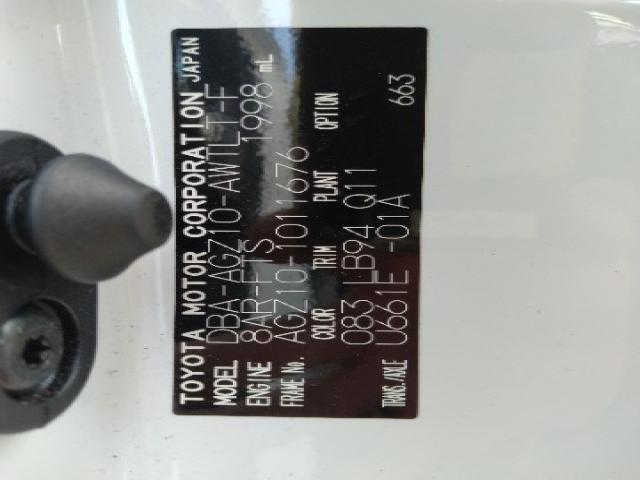 TOYOTA MOTOR CORPORATION JAPAN
MODEL DBA-AGZ10-AWTLT-F
ENGINE 8AR-FTS 1998 mL
FRAME No. AGZ10-1011676
COLOR TRIM PLANT OPTION
083 LB94 Q11
TRANS./AXLE U661E -01A 663